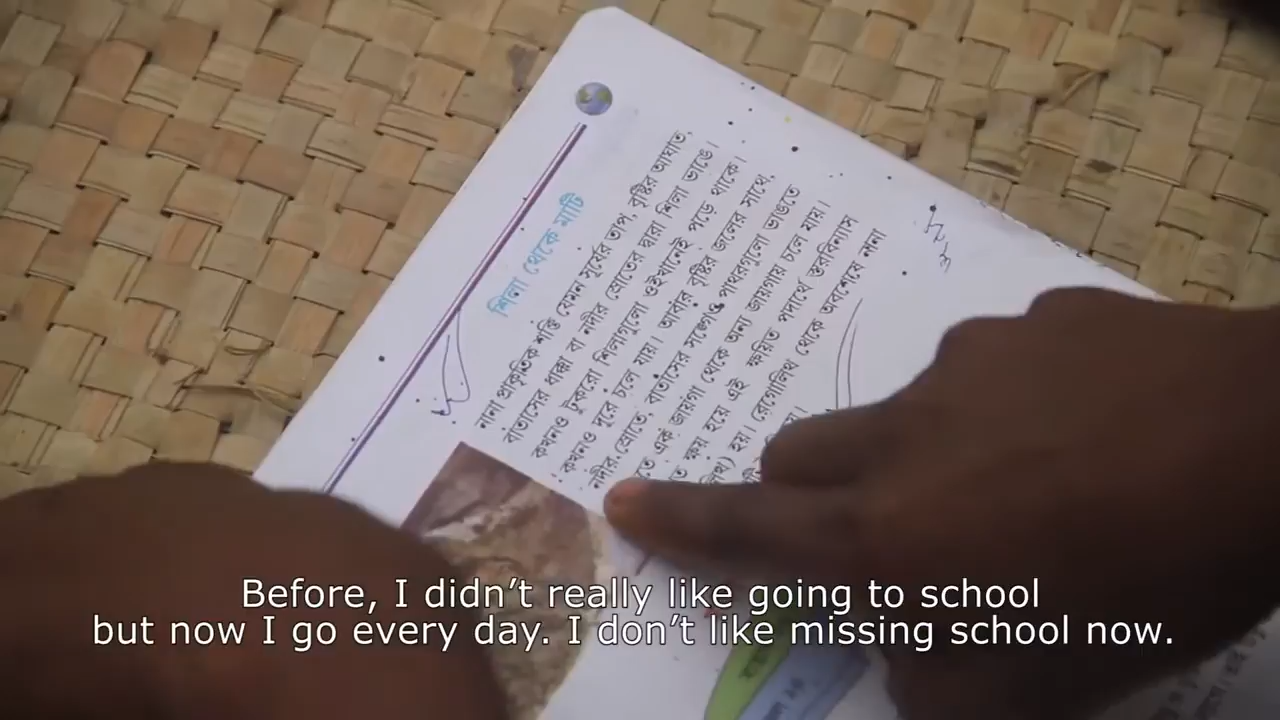 শিলা থেকে মাটি
নানা প্রাকৃতিক শক্তি যেমন সূর্যের তাপ, বৃষ্টির আঘাত,
বাতাসের ধাক্কা বা নদীর স্রোতের দ্বারা শিলা ভাঙে।
কখনও টুকরো শিলাগুলো ওইখানেই পড়ে থাকে।
কখনও দূরে চলে যায়। আবার বৃষ্টির জলের সাথে,
নদীর স্রোতে, বাতাসের সঙ্গেও পাথরগুলো ভাঙতে
এক জায়গা থেকে অন্য জায়গায় চলে যায়।
ক্ষয় হয়ে এই ক্ষয়িত পদার্থে স্তরবিন্যাস
হয়। রেগোলিথ থেকে অবশেষে নানা
Before, I didn't really like going to school
but now I go every day. I don't like missing school now.